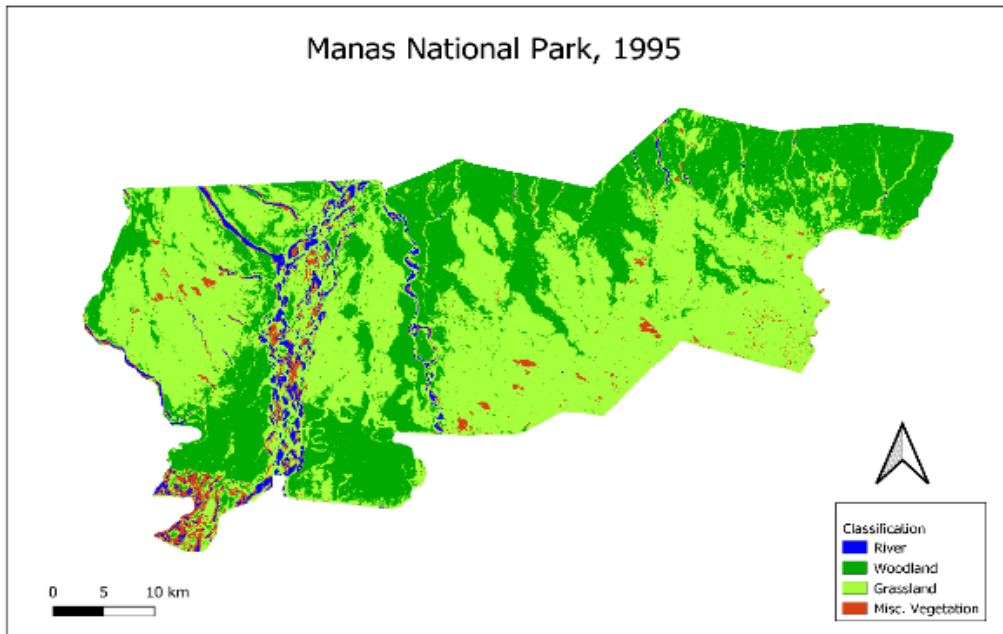 Manas National Park, 1995
0 5 10 km
Classification
River
Woodland
Grassland
Misc. Vegetation